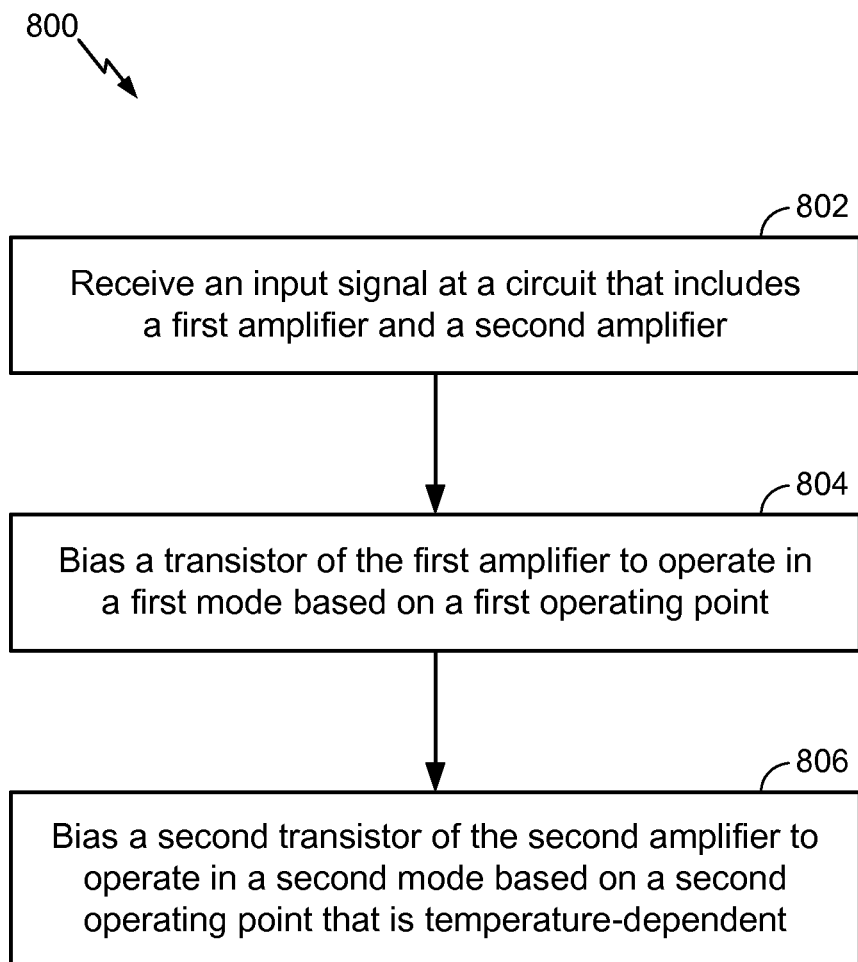 800
802
Receive an input signal at a circuit that includes
a first amplifier and a second amplifier
804
Bias a transistor of the first amplifier to operate in
a first mode based on a first operating point
806
Bias a second transistor of the second amplifier to
operate in a second mode based on a second
operating point that is temperature-dependent